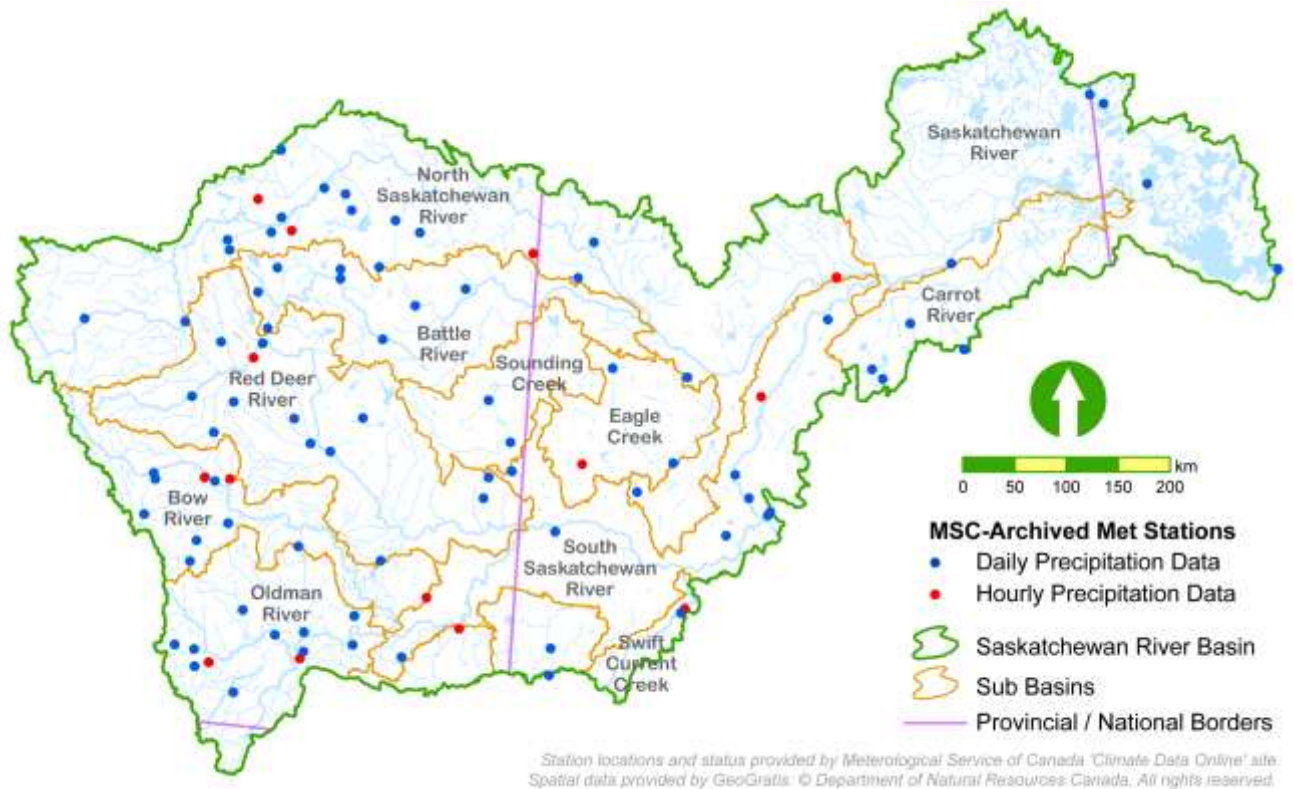 Saskatchewan
River
North
Saskatchewan
River
Carrot
River
Battle
River
Sounding
Creek
Red Deer
River
Eagle
Creek
Bow
River
South
Saskatchewan
River
Oldman
River
Swift
Current
Creek
km
0 50 100 150 200
MSC-Archived Met Stations
Daily Precipitation Data
Hourly Precipitation Data
Saskatchewan River Basin
Sub Basins
Provincial / National Borders
Station locations and status provided by Meterological Service of Canada 'Climate Data Online' site.
Spatial data provided by GeoGratis. © Department of Natural Resources Canada. All rights reserved.